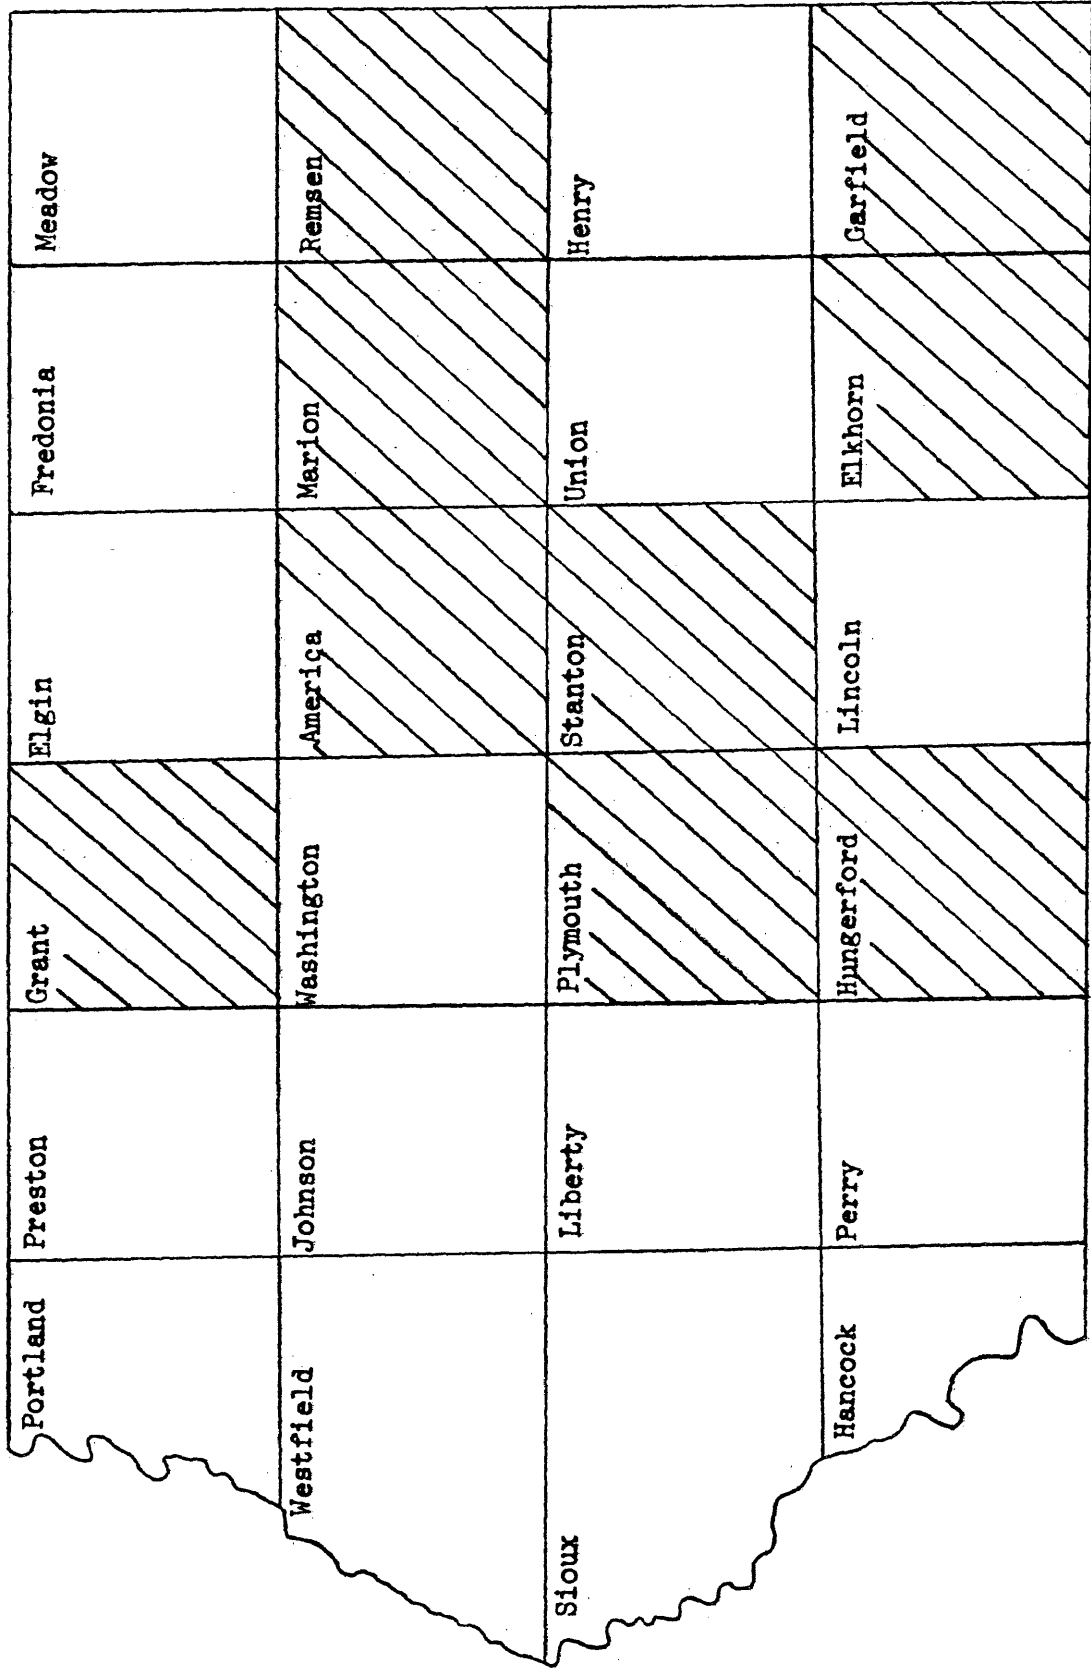 Portland
Preston
Grant
Elgin
Fredonia
Meadow
Westfield
Johnson
Washington
America
Marion
Remsen
Sioux
Liberty
Plymouth
Stanton
Union
Henry
Hancock
Perry
Hungerford
Lincoln
Elkhorn
Garfield